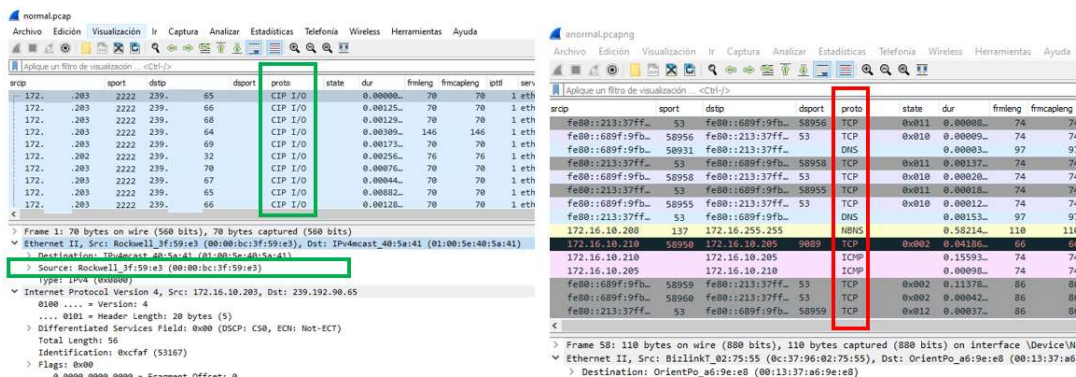 normal.pcap
Archivo Edición Visualización Ir Captura Analizar Estadísticas Telefonía Wireless Herramientas Ayuda
Aplique un filtro de visualización ... <Ctrl-/>
srcip sport dstip dsport proto state dur frmleng frmcapleng ipttl serv
172. .203 2222 239. 65 CIP I/O 0.00000… 70 70 1 eth
172. .203 2222 239. 66 CIP I/O 0.00125… 70 70 1 eth
172. .203 2222 239. 68 CIP I/O 0.00129… 70 70 1 eth
172. .203 2222 239. 64 CIP I/O 0.00309… 146 146 1 eth
172. .203 2222 239. 69 CIP I/O 0.00173… 70 70 1 eth
172. .202 2222 239. 32 CIP I/O 0.00256… 76 76 1 eth
172. .203 2222 239. 70 CIP I/O 0.00076… 70 70 1 eth
172. .203 2222 239. 67 CIP I/O 0.00044… 70 70 1 eth
172. .203 2222 239. 65 CIP I/O 0.00882… 70 70 1 eth
172. .203 2222 239. 66 CIP I/O 0.00128… 70 70 1 eth
Frame 1: 70 bytes on wire (560 bits), 70 bytes captured (560 bits)
Ethernet II, Src: Rockwell_3f:59:e3 (00:00:bc:3f:59:e3), Dst: IPv4mcast_40:5a:41 (01:00:5e:40:5a:41)
Destination: IPv4mcast_40:5a:41 (01:00:5e:40:5a:41)
Source: Rockwell_3f:59:e3 (00:00:bc:3f:59:e3)
Type: IPv4 (0x0800)
Internet Protocol Version 4, Src: 172.16.10.203, Dst: 239.192.90.65
0100 .... = Version: 4
.... 0101 = Header Length: 20 bytes (5)
Differentiated Services Field: 0x00 (DSCP: CS0, ECN: Not-ECT)
Total Length: 56
Identification: 0xcfaf (53167)
Flags: 0x00
0 0000 0000 0000 = Fragment Offset: 0
anormal.pcapng
Archivo Edición Visualización Ir Captura Analizar Estadísticas Telefonía Wireless Herramientas Ayuda
Aplique un filtro de visualización ... <Ctrl-/>
srcip sport dstip dsport proto state dur frmleng frmcapleng
fe80::213:37ff… 53 fe80::689f:9fb… 58956 TCP 0x011 0.00008… 74 74
fe80::689f:9fb… 58956 fe80::213:37ff… 53 TCP 0x010 0.00009… 74 74
fe80::689f:9fb… 50931 fe80::213:37ff… DNS 0.00003… 97 97
fe80::213:37ff… 53 fe80::689f:9fb… 58958 TCP 0x011 0.00137… 74 74
fe80::689f:9fb… 58958 fe80::213:37ff… 53 TCP 0x010 0.00020… 74 74
fe80::213:37ff… 53 fe80::689f:9fb… 58955 TCP 0x011 0.00018… 74 74
fe80::689f:9fb… 58955 fe80::213:37ff… 53 TCP 0x010 0.00012… 74 74
fe80::213:37ff… 53 fe80::689f:9fb… DNS 0.00153… 97 97
172.16.10.208 137 172.16.255.255 NBNS 0.58214… 110 110
172.16.10.210 58950 172.16.10.205 9089 TCP 0x002 0.04186… 66 66
172.16.10.210 172.16.10.205 ICMP 0.15593… 74 74
172.16.10.205 172.16.10.210 ICMP 0.00098… 74 74
fe80::689f:9fb… 58959 fe80::213:37ff… 53 TCP 0x002 0.11378… 86 86
fe80::689f:9fb… 58960 fe80::213:37ff… 53 TCP 0x002 0.00042… 86 86
fe80::213:37ff… 53 fe80::689f:9fb… 58959 TCP 0x012 0.00037… 86 86
Frame 58: 110 bytes on wire (880 bits), 110 bytes captured (880 bits) on interface \Device\N
Ethernet II, Src: BizlinkT_02:75:55 (0c:37:96:02:75:55), Dst: OrientPo_a6:9e:e8 (00:13:37:a6
Destination: OrientPo_a6:9e:e8 (00:13:37:a6:9e:e8)